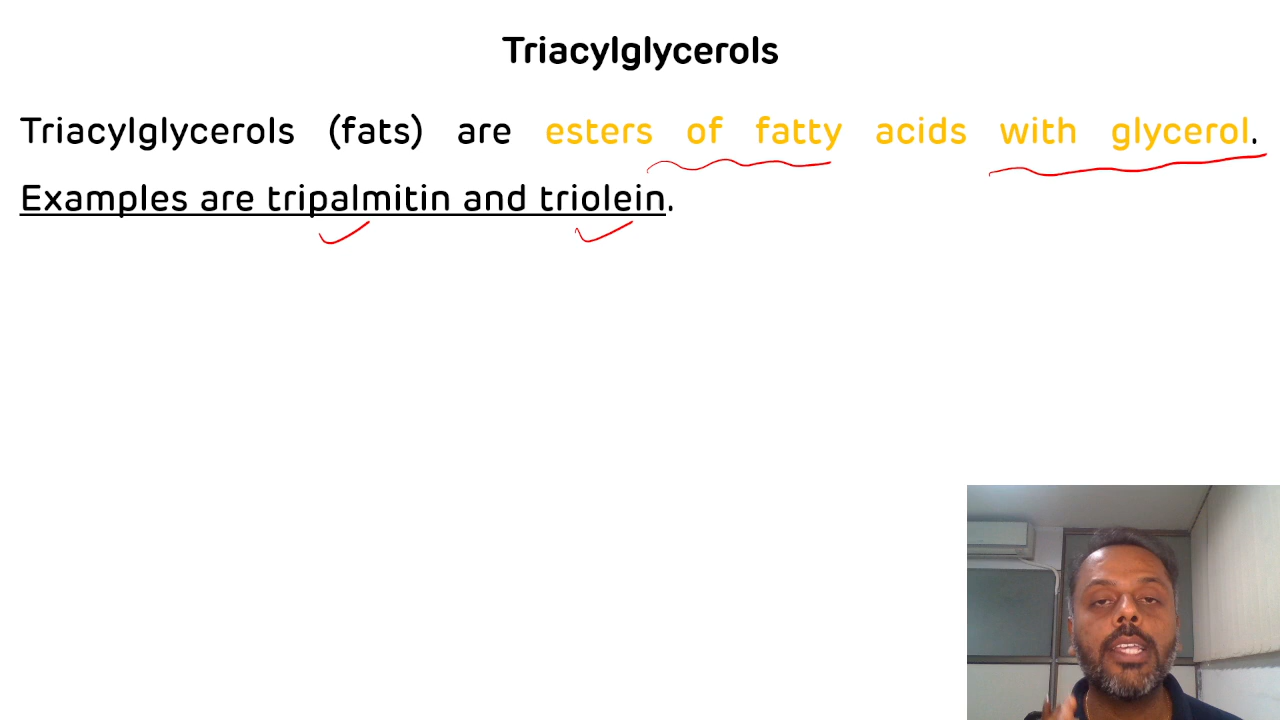 Triacylglycerols
Triacylglycerols (fats) are esters of fatty acids with glycerol.
Examples are tripalmitin and triolein.